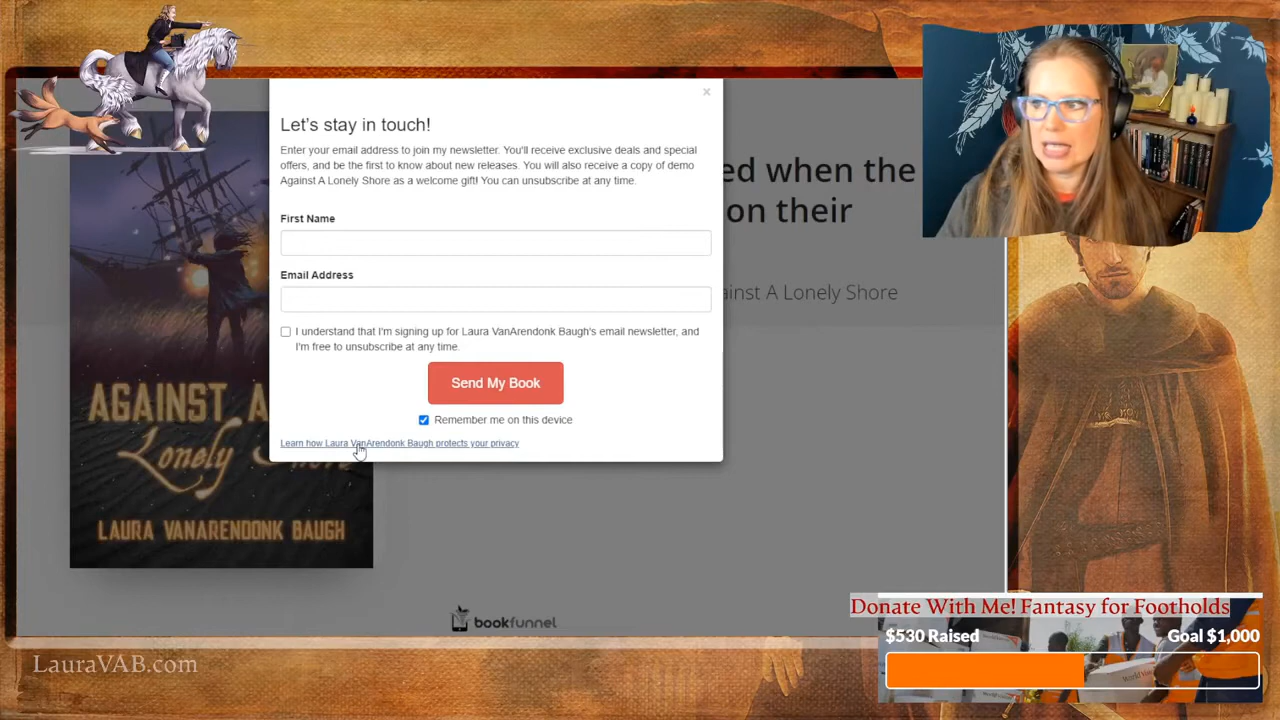 ×
Let's stay in touch!
Enter your email address to join my newsletter. You'll receive exclusive deals and special
offers, and be the first to know about new releases. You will also receive a copy of demo
Against A Lonely Shore as a welcome gift! You can unsubscribe at any time.
First Name
Email Address
I understand that I'm signing up for Laura VanArendonk Baugh's email newsletter, and
I'm free to unsubscribe at any time.
Send My Book
Remember me on this device
Learn how Laura VanArendonk Baugh protects your privacy
ed when the
on their
ainst A Lonely Shore
AGAINST A
Lonely Shore
LAURA VANARENDONK BAUGH
bookfunnel
Donate With Me! Fantasy for Footholds
$530 Raised
Goal $1,000
World Vision
LauraVAB.com